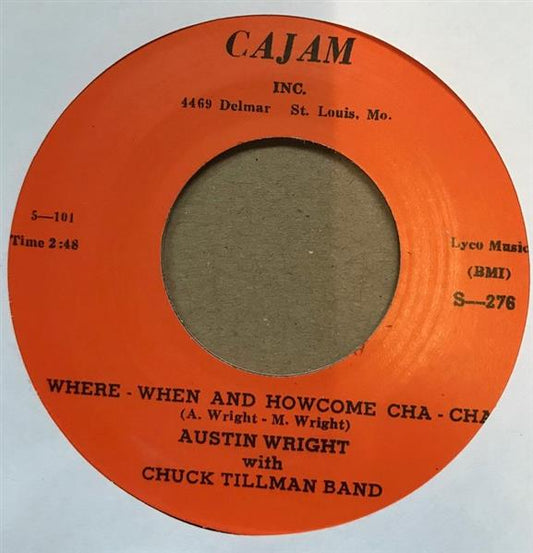 CAJAM
INC.
4469 Delmar St. Louis, Mo.
5—101
Time 2:48
Lyco Music
(BMI)
S—276
WHERE - WHEN AND HOWCOME CHA - CHA
(A. Wright - M. Wright)
AUSTIN WRIGHT
with
CHUCK TILLMAN BAND